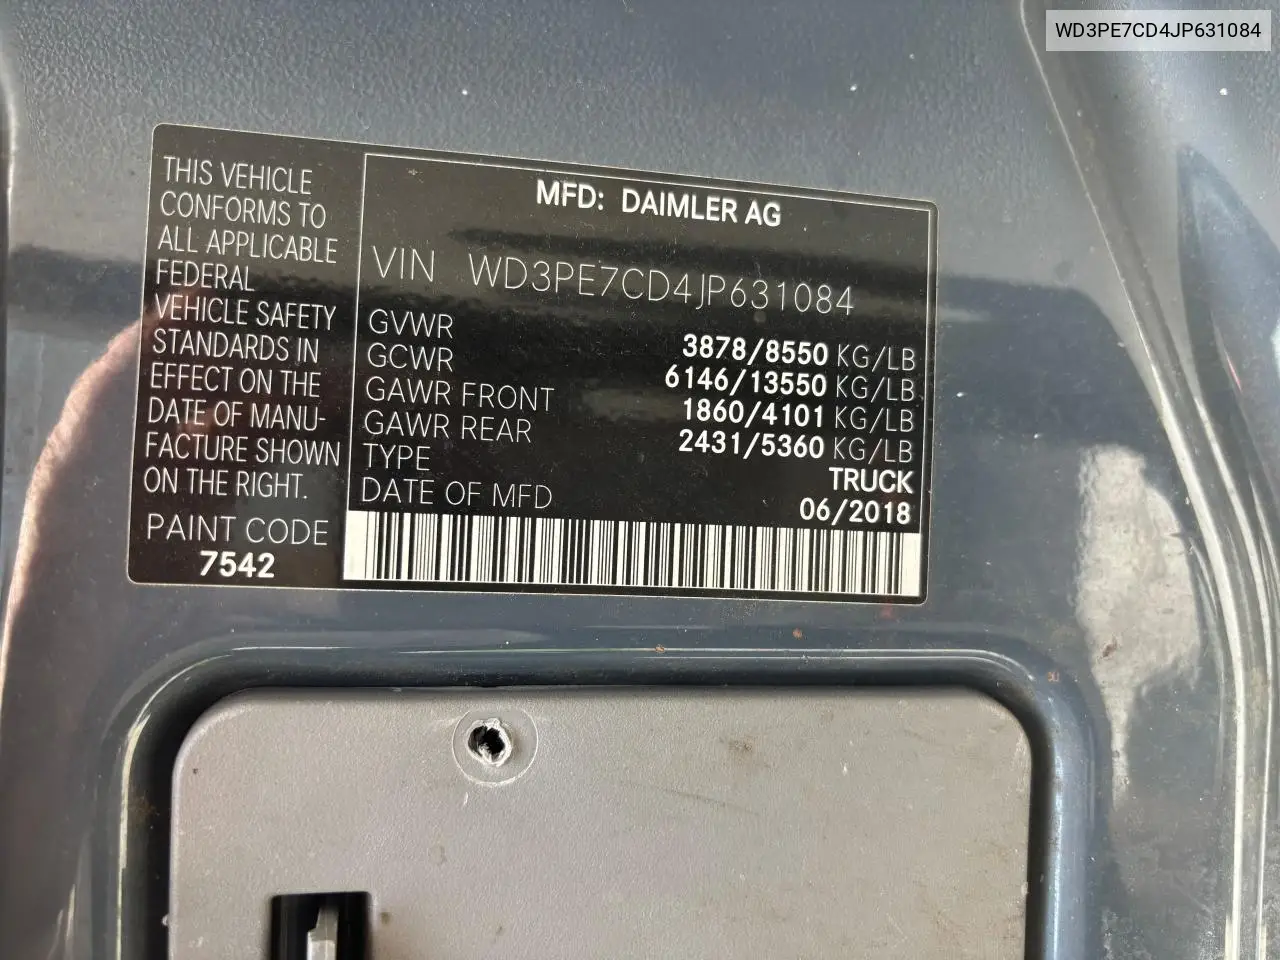 WD3PE7CD4JP631084
THIS VEHICLE
CONFORMS TO
ALL APPLICABLE
FEDERAL
VEHICLE SAFETY
STANDARDS IN
EFFECT ON THE
DATE OF MANU-
FACTURE SHOWN
ON THE RIGHT.
PAINT CODE
7542
MFD: DAIMLER AG
VIN WD3PE7CD4JP631084
GVWR 3878/8550 KG/LB
GCWR 6146/13550 KG/LB
GAWR FRONT 1860/4101 KG/LB
GAWR REAR 2431/5360 KG/LB
TYPE TRUCK
DATE OF MFD 06/2018